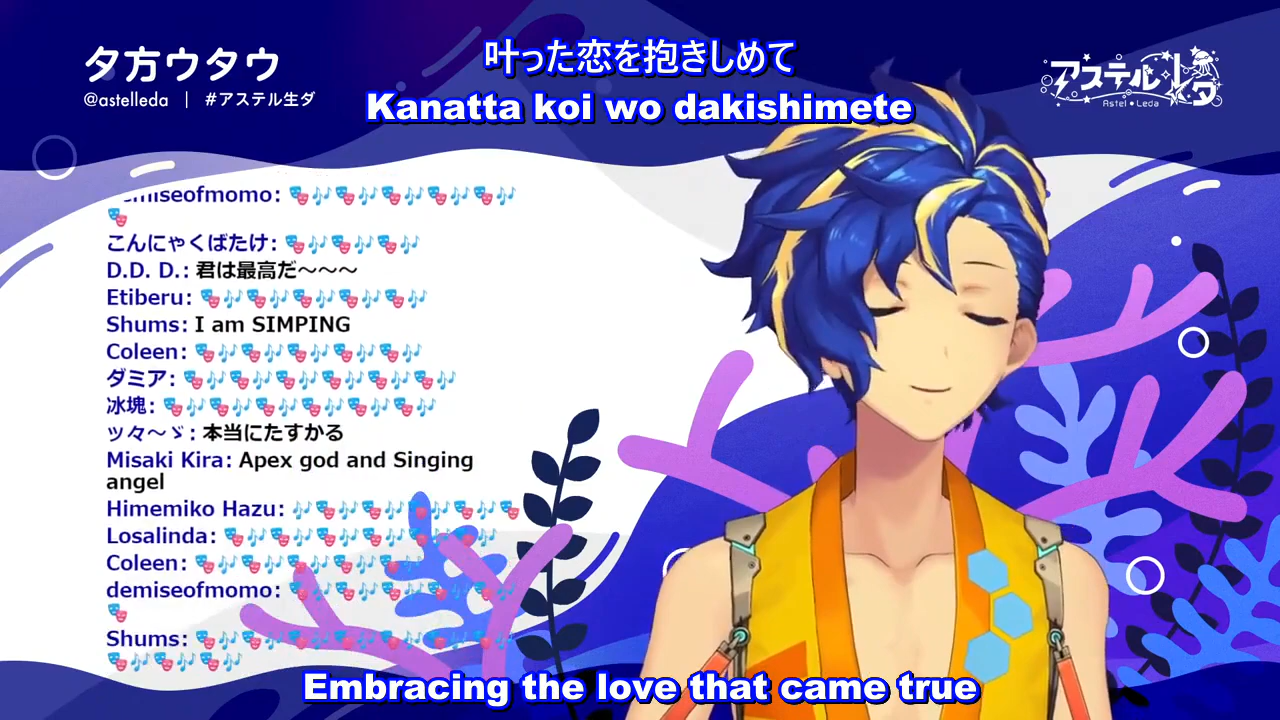 夕方ウタウ
@astelleda | #アステル生ダ
叶った恋を抱きしめて
Kanatta koi wo dakishimete
アステル・レダ
Astel • Leda
demiseofmomo: 🎭🎶🎭🎶🎭🎶🎭🎶🎭🎶
🎭
こんにゃくばたけ: 🎭🎶🎭🎶🎭🎶
D.D. D.: 君は最高だ～～～
Etiberu: 🎭🎶🎭🎶🎭🎶🎭🎶🎭🎶
Shums: I am SIMPING
Coleen: 🎭🎶🎭🎶🎭🎶🎭🎶🎭🎶
ダミア: 🎭🎶🎭🎶🎭🎶🎭🎶🎭🎶🎭🎶
冰塊: 🎭🎶🎭🎶🎭🎶🎭🎶🎭🎶🎭🎶
ッ々～ゞ: 本当にたすかる
Misaki Kira: Apex god and Singing
angel
Himemiko Hazu: 🎶🎭🎶🎭🎶🎭🎶🎭🎶🎭
Losalinda: 🎭🎶🎭🎶🎭🎶🎭🎶🎭🎶🎭🎶
Coleen: 🎭🎶🎭🎶🎭🎶🎭🎶🎭🎶
demiseofmomo: 🎭🎶🎭🎶🎭🎶🎭🎶🎭🎶
🎭
Shums: 🎭🎶🎭🎶🎭🎶🎭🎶🎭🎶🎭🎶🎭🎶
🎭🎶🎭🎶🎭🎶
Embracing the love that came true